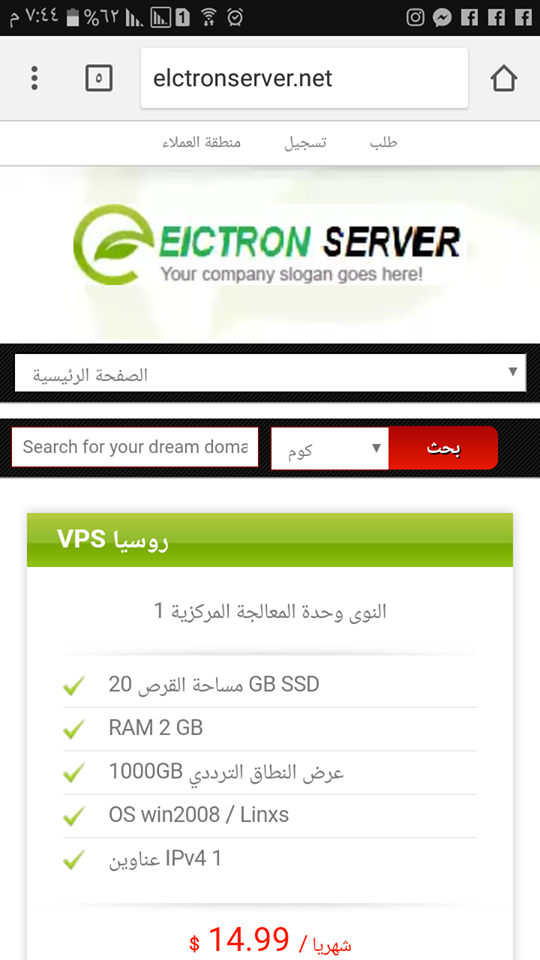 ٧:٤٤ م ٦٢% 1
٥ elctronserver.net
طلب تسجيل منطقة العملاء
ElCTRON SERVER
Your company slogan goes here!
الصفحة الرئيسية
Search for your dream doma كوم بحث
روسيا VPS
النوى وحدة المعالجة المركزية 1
مساحة القرص 20 GB SSD
RAM 2 GB
عرض النطاق الترددي 1000GB
OS win2008 / Linxs
عناوين IPv4 1
$ 14.99 / شهريا